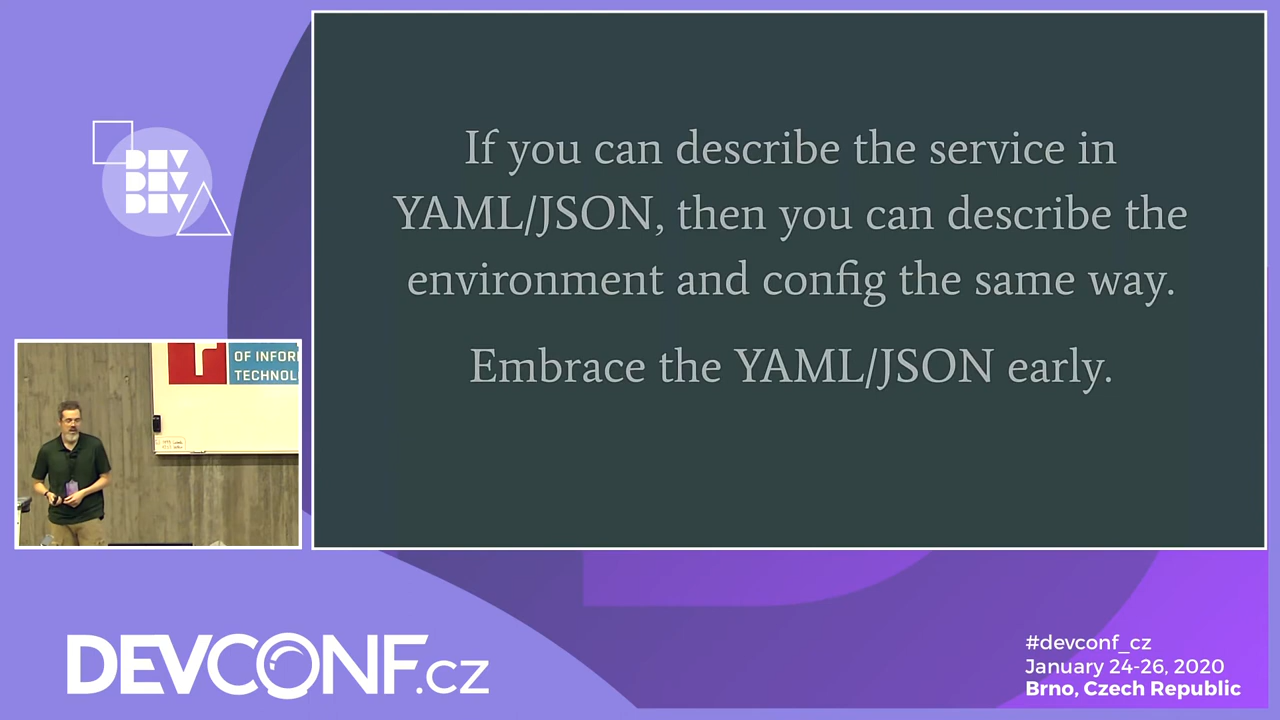 DEV
DEV
DEV
If you can describe the service in
YAML/JSON, then you can describe the
environment and config the same way.
Embrace the YAML/JSON early.
OF INFOR
TECHNOL
DEVCONF.cz
#devconf_cz
January 24-26, 2020
Brno, Czech Republic